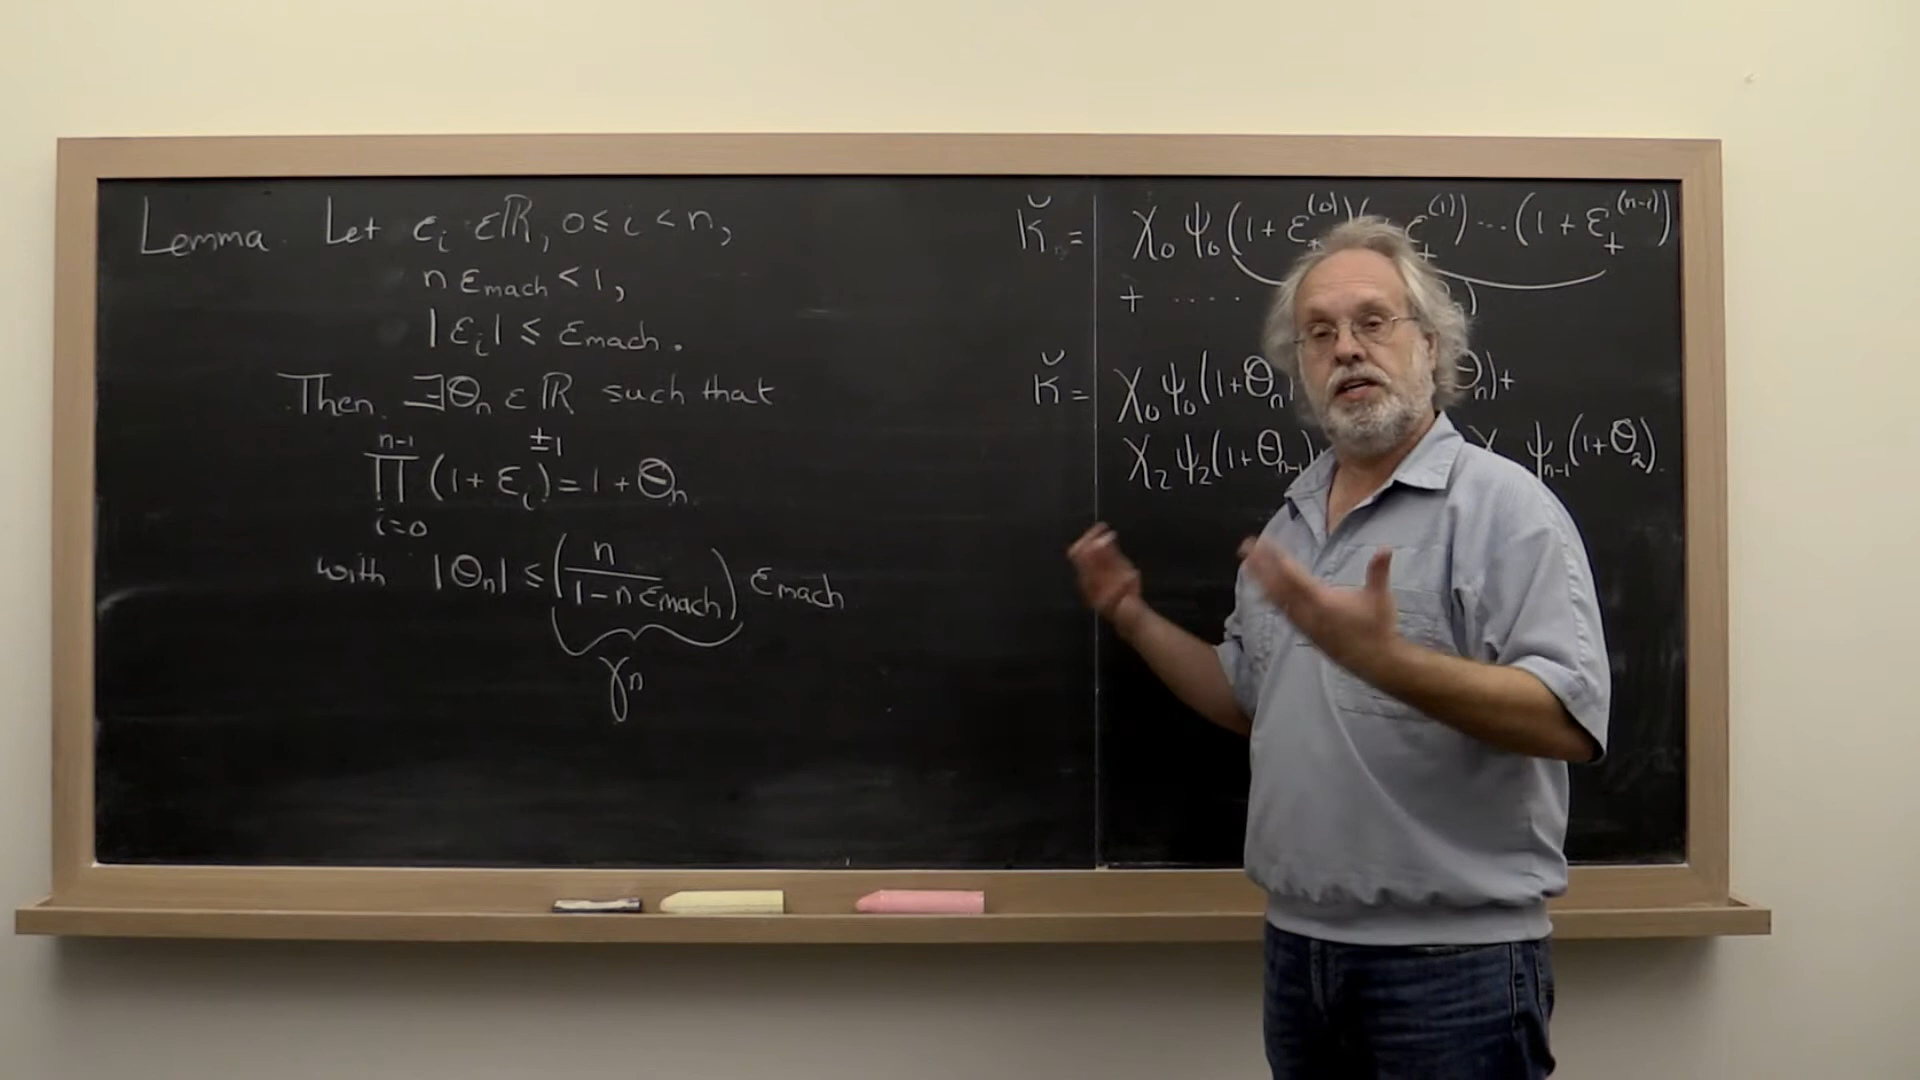 Lemma. Let ε_i ∈ ℝ, 0 ≤ i < n,
n ε_mach < 1,
|ε_i| ≤ ε_mach.
Then ∃ Θ_n ∈ ℝ such that
∏_{i=0}^{n-1} (1 + ε_i)^{±1} = 1 + Θ_n
with |Θ_n| ≤ (n / (1 - n ε_mach)) ε_mach
γ_n
κ̌ = χ_0 ψ_0 (1 + ε_+^{(0)})( ε_+^{(1)}) ⋯ (1 + ε_+^{(n-1)})
+ ⋯ )
κ̌ = χ_0 ψ_0 (1 + Θ_n) Θ_n) +
χ_2 ψ_2 (1 + Θ_{n-1}) ψ_{n-1} (1 + Θ_2).